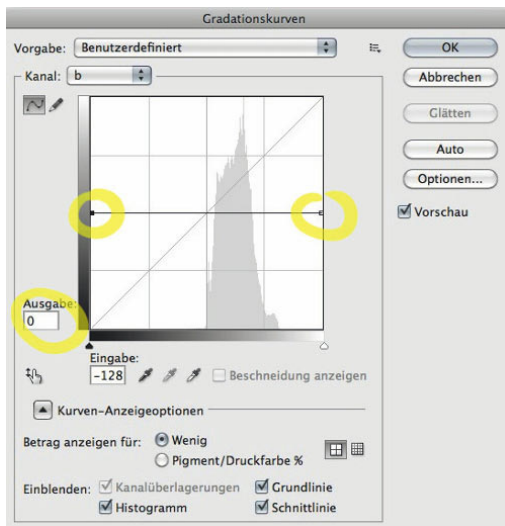 Gradationskurven
Vorgabe: Benutzerdefiniert
OK
Kanal: b
Abbrechen
Glätten
Auto
Optionen...
Vorschau
Ausgabe:
0
Eingabe:
-128
Beschneidung anzeigen
Kurven-Anzeigeoptionen
Betrag anzeigen für: Wenig
Pigment/Druckfarbe %
Einblenden: Kanalüberlagerungen Grundlinie
Histogramm Schnittlinie